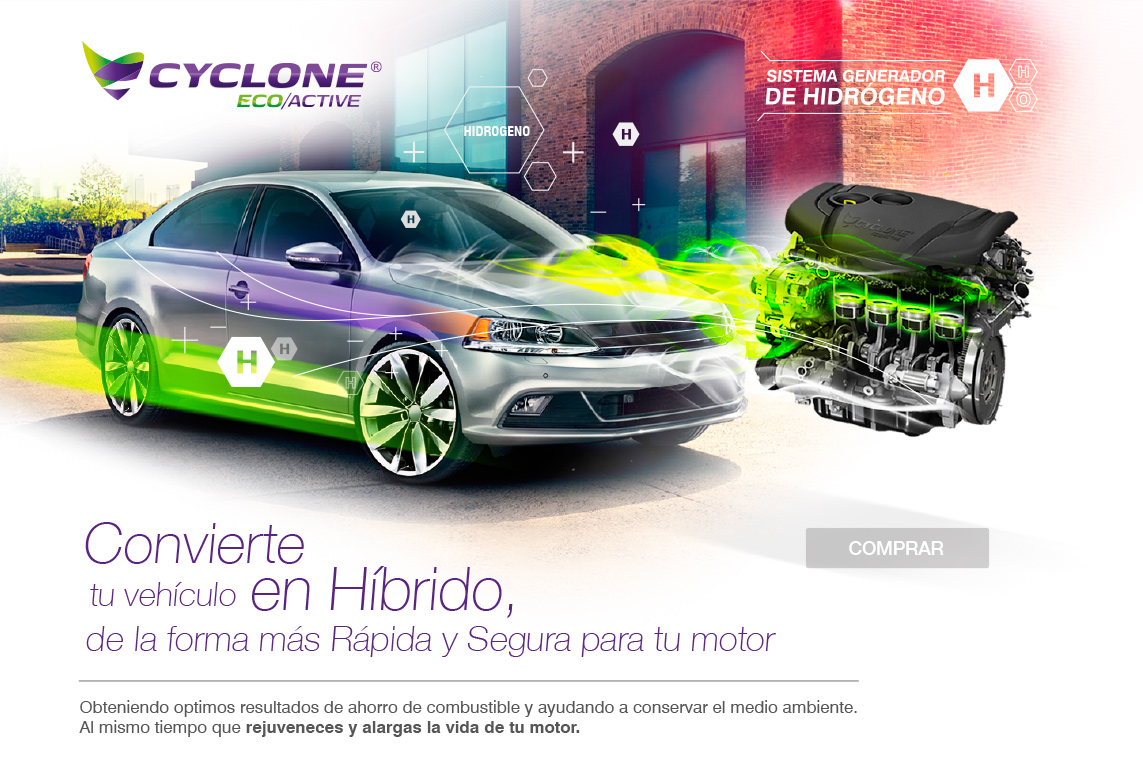 CYCLONE®
ECO/ACTIVE
SISTEMA GENERADOR
DE HIDRÓGENO
H
H
O
HIDROGENO
H
H
CYCLONE
H
H
H
Convierte
tu vehículo en Híbrido,
de la forma más Rápida y Segura para tu motor
COMPRAR
Obteniendo optimos resultados de ahorro de combustible y ayudando a conservar el medio ambiente.
Al mismo tiempo que rejuveneces y alargas la vida de tu motor.